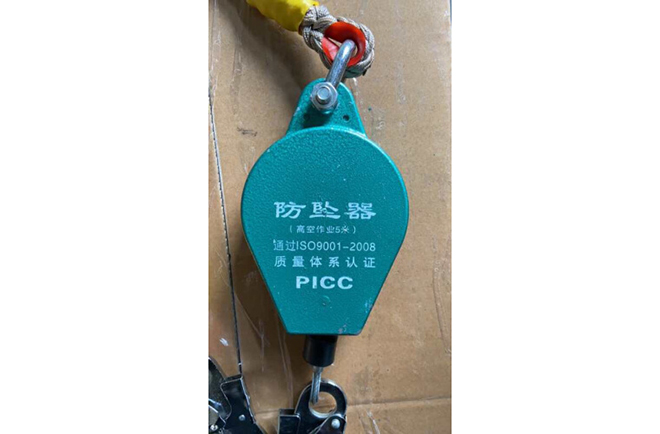 防坠器
(高空作业5米)
通过ISO9001-2008
质量体系认证
PICC